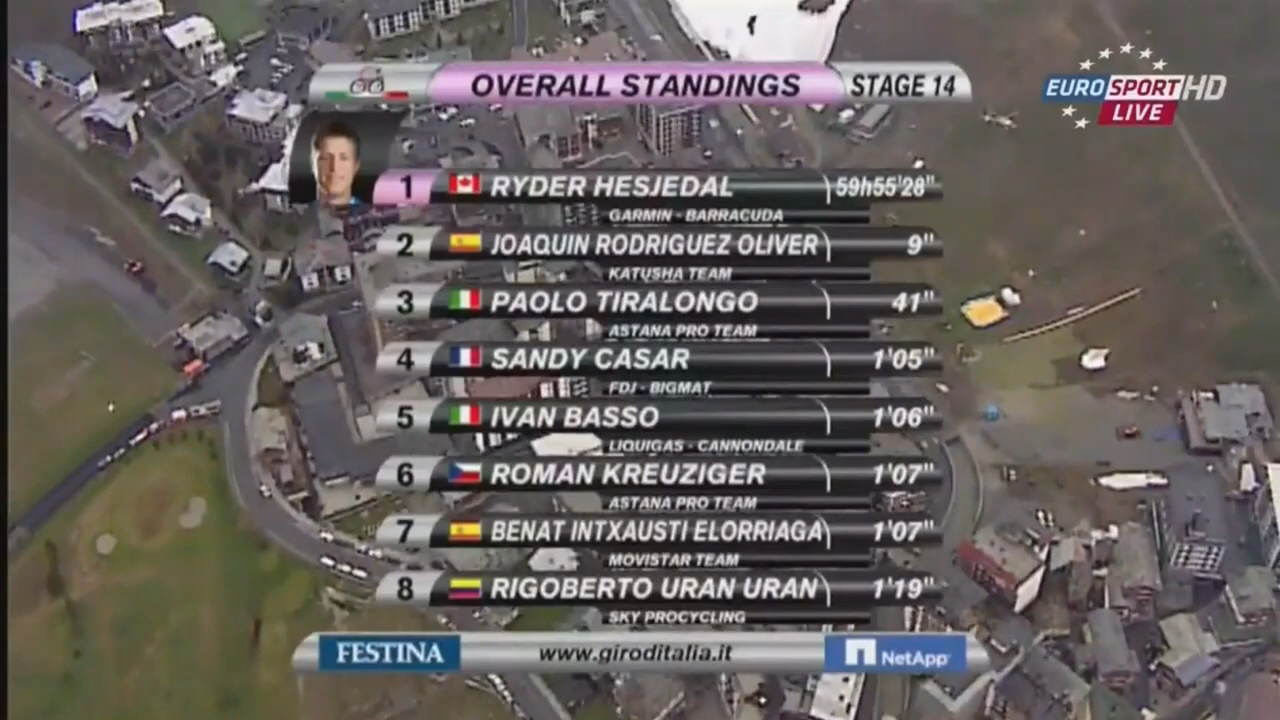 OVERALL STANDINGS STAGE 14
EUROSPORT HD
LIVE
1 RYDER HESJEDAL 59h55'28"
GARMIN - BARRACUDA
2 JOAQUIN RODRIGUEZ OLIVER 9"
KATUSHA TEAM
3 PAOLO TIRALONGO 41"
ASTANA PRO TEAM
4 SANDY CASAR 1'05"
FDJ - BIGMAT
5 IVAN BASSO 1'06"
LIQUIGAS - CANNONDALE
6 ROMAN KREUZIGER 1'07"
ASTANA PRO TEAM
7 BENAT INTXAUSTI ELORRIAGA 1'07"
MOVISTAR TEAM
8 RIGOBERTO URAN URAN 1'19"
SKY PROCYCLING
FESTINA www.giroditalia.it NetApp